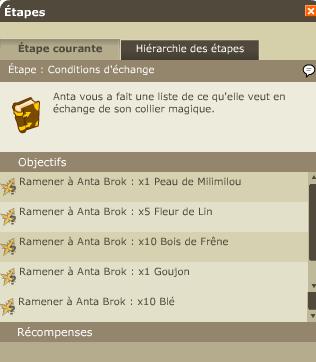 Étapes
Étape courante
Hiérarchie des étapes
Étape : Conditions d'échange
Anta vous a fait une liste de ce qu'elle veut en
échange de son collier magique.
Objectifs
Ramener à Anta Brok : x1 Peau de Milimilou
Ramener à Anta Brok : x5 Fleur de Lin
Ramener à Anta Brok : x10 Bois de Frêne
Ramener à Anta Brok : x1 Goujon
Ramener à Anta Brok : x10 Blé
Récompenses